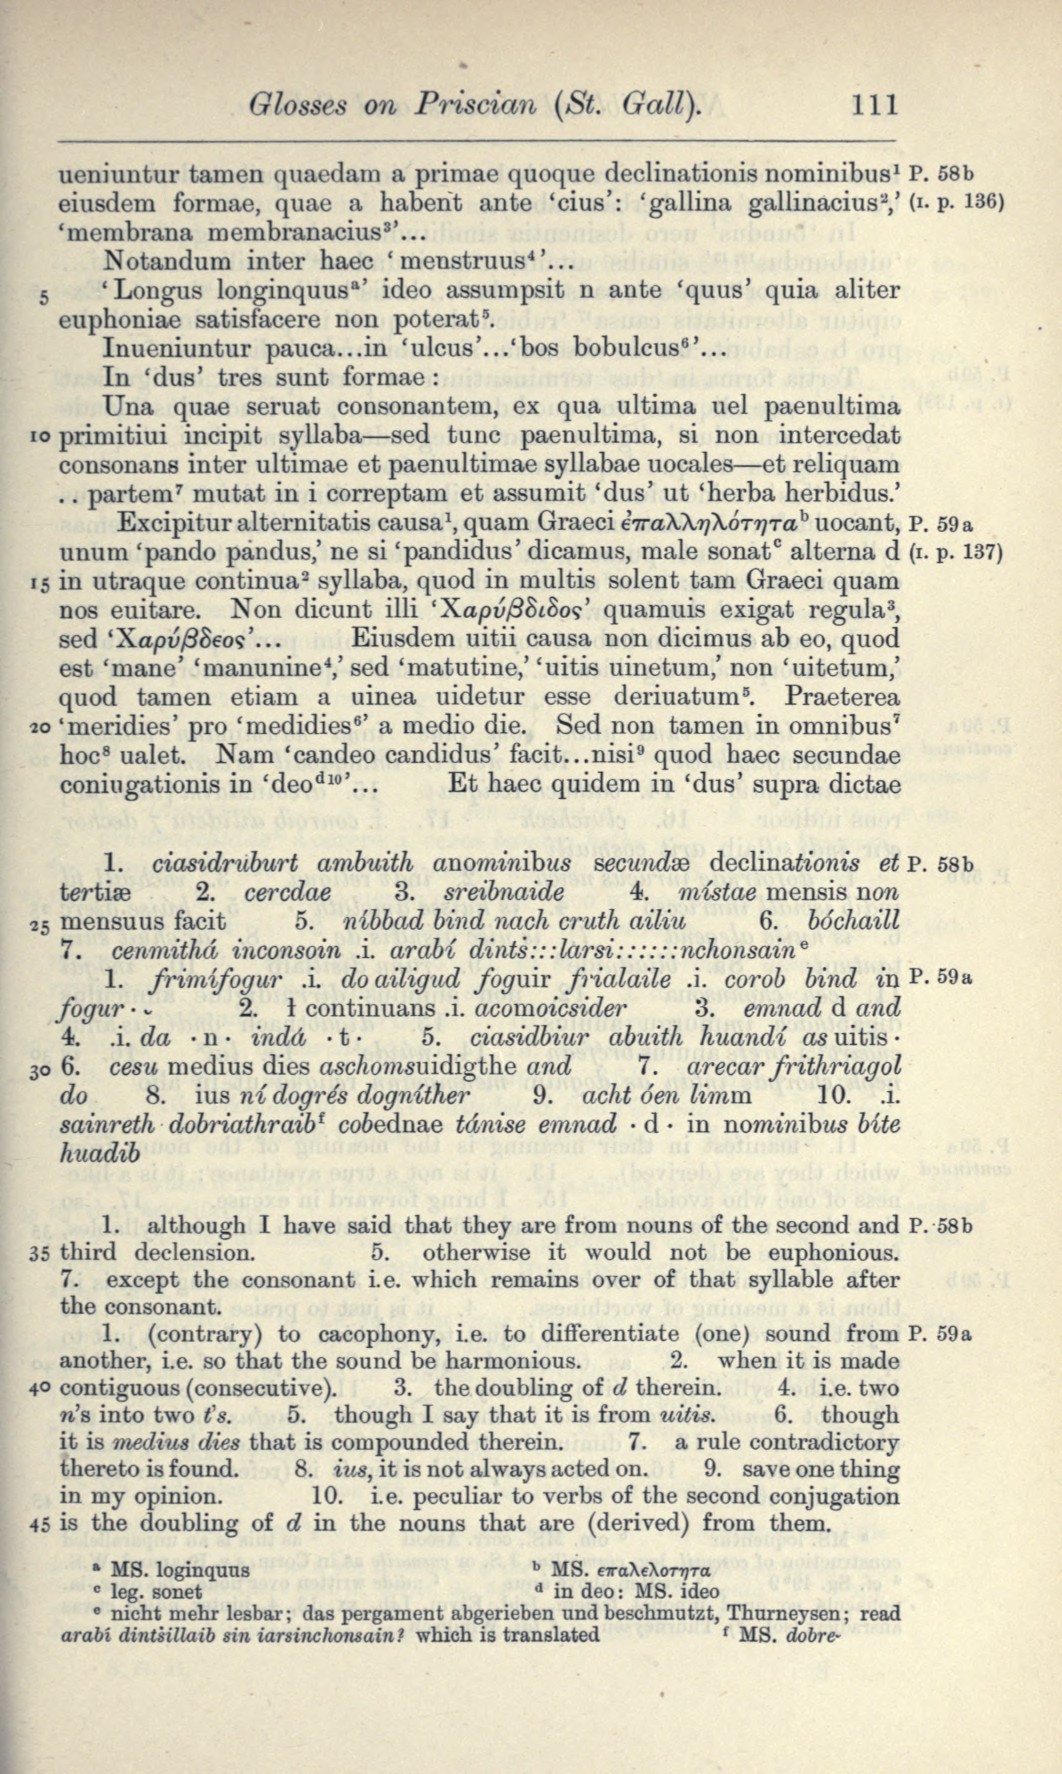 Glosses on Priscian (St. Gall). 111
ueniuntur tamen quaedam a primae quoque declinationis nominibus¹ P. 58b
eiusdem formae, quae a habent ante ‘cius’: ‘gallina gallinacius²,’ (I. p. 136)
‘membrana membranacius³’...
Notandum inter haec ‘menstruus⁴’...
5 ‘Longus longinquusᵃ’ ideo assumpsit n ante ‘quus’ quia aliter
euphoniae satisfacere non poterat⁵.
Inueniuntur pauca...in ‘ulcus’...‘bos bobulcus⁶’...
In ‘dus’ tres sunt formae:
Una quae seruat consonantem, ex qua ultima uel paenultima
10 primitiui incipit syllaba—sed tunc paenultima, si non intercedat
consonans inter ultimae et paenultimae syllabae uocales—et reliquam
.. partem⁷ mutat in i correptam et assumit ‘dus’ ut ‘herba herbidus.’
Excipitur alternitatis causa¹, quam Graeci ἐπαλληλότηταᵇ uocant, P. 59a
unum ‘pando pandus,’ ne si ‘pandidus’ dicamus, male sonatᶜ alterna d (I. p. 137)
15 in utraque continua² syllaba, quod in multis solent tam Graeci quam
nos euitare. Non dicunt illi ‘Χαρύβδιδος’ quamuis exigat regula³,
sed ‘Χαρύβδεος’... Eiusdem uitii causa non dicimus ab eo, quod
est ‘mane’ ‘manunine⁴,’ sed ‘matutine,’ ‘uitis uinetum,’ non ‘uitetum,’
quod tamen etiam a uinea uidetur esse deriuatum⁵. Praeterea
20 ‘meridies’ pro ‘medidies⁶’ a medio die. Sed non tamen in omnibus⁷
hoc⁸ ualet. Nam ‘candeo candidus’ facit...nisi⁹ quod haec secundae
coniugationis in ‘deoᵈ¹⁰’... Et haec quidem in ‘dus’ supra dictae
1. ciasidruburt ambuith anominibus secundæ declinationis et P. 58b
tertiæ 2. cercdae 3. sreibnaide 4. místae mensis non
25 mensuus facit 5. níbbad bind nach cruth ailiu 6. bóchaill
7. cenmithá inconsoin .i. arabí dintṡ:::larsi::::::nchonsainᵉ
1. frimífogur .i. do ailigud foguir frialaile .i. corob bind in P. 59a
fogur · ⌣ 2. ƚ continuans .i. acomoicsider 3. emnad d and
4. .i. da · n · indá · t · 5. ciasidbiur abuith huandí as uitis ·
30 6. cesu medius dies aschomsuidigthe and 7. arecar frithriagol
do 8. ius ní dogrés dogníther 9. acht óen limm 10. .i.
sainreth dobriathraibᶠ cobednae tánise emnad · d · in nominibus bíte
huadib
1. although I have said that they are from nouns of the second and P. 58b
35 third declension. 5. otherwise it would not be euphonious.
7. except the consonant i.e. which remains over of that syllable after
the consonant.
1. (contrary) to cacophony, i.e. to differentiate (one) sound from P. 59a
another, i.e. so that the sound be harmonious. 2. when it is made
40 contiguous (consecutive). 3. the doubling of d therein. 4. i.e. two
n's into two t's. 5. though I say that it is from uitis. 6. though
it is medius dies that is compounded therein. 7. a rule contradictory
thereto is found. 8. ius, it is not always acted on. 9. save one thing
in my opinion. 10. i.e. peculiar to verbs of the second conjugation
45 is the doubling of d in the nouns that are (derived) from them.
ᵃ MS. loginquus ᵇ MS. επαλελοτητα
ᶜ leg. sonet ᵈ in deo: MS. ideo
ᵉ nicht mehr lesbar; das pergament abgerieben und beschmutzt, Thurneysen; read
arabí dintṡillaib sin iarsinchonsain? which is translated ᶠ MS. dobre-